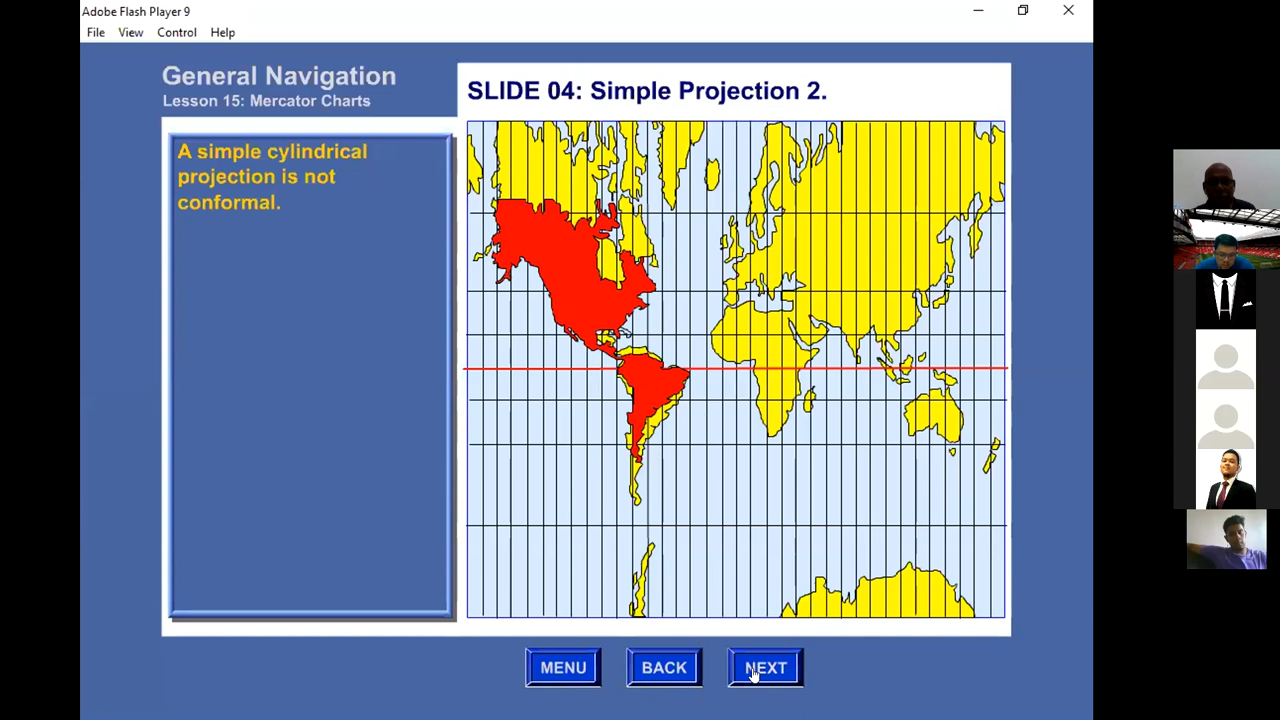 Adobe Flash Player 9
File View Control Help
General Navigation
Lesson 15: Mercator Charts
SLIDE 04: Simple Projection 2.
A simple cylindrical
projection is not
conformal.
MENU BACK NEXT